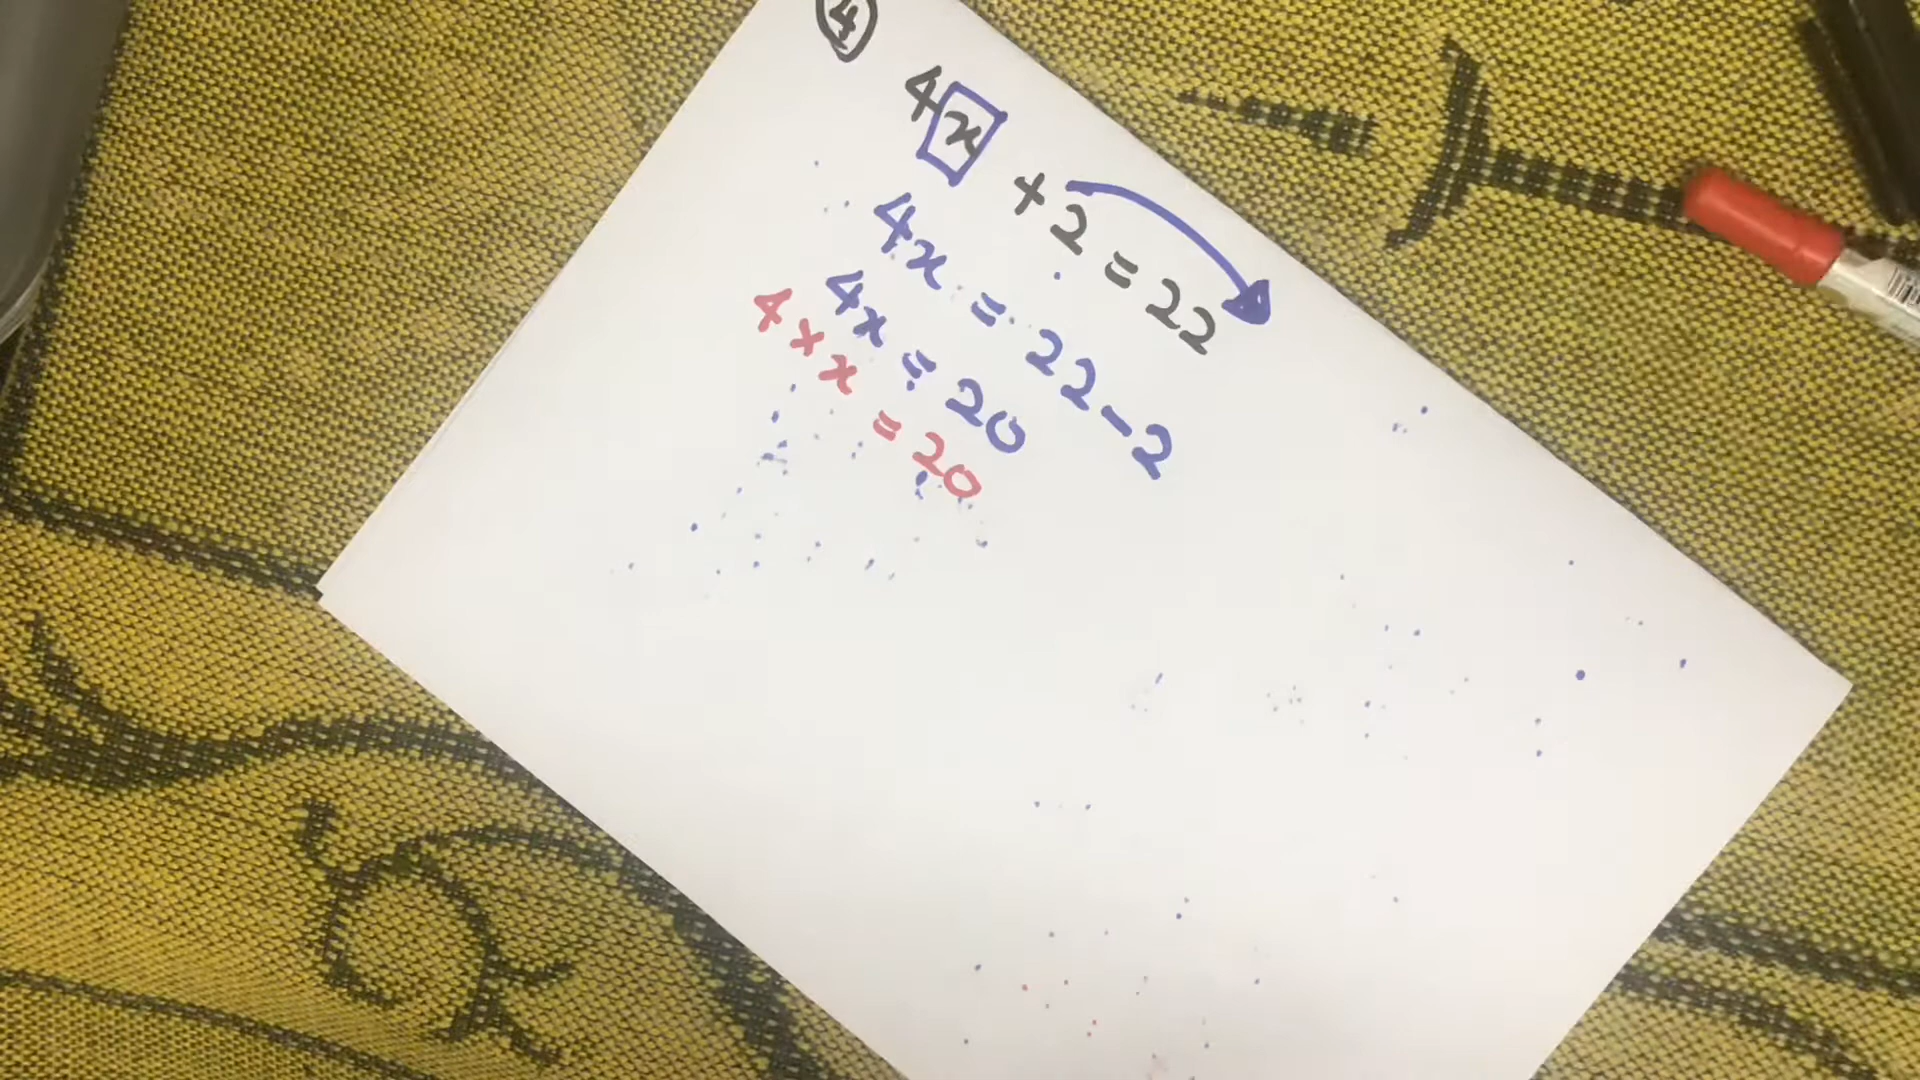 ④
4x + 2 = 22
4x = 22 - 2
4x = 20
4 × x = 20